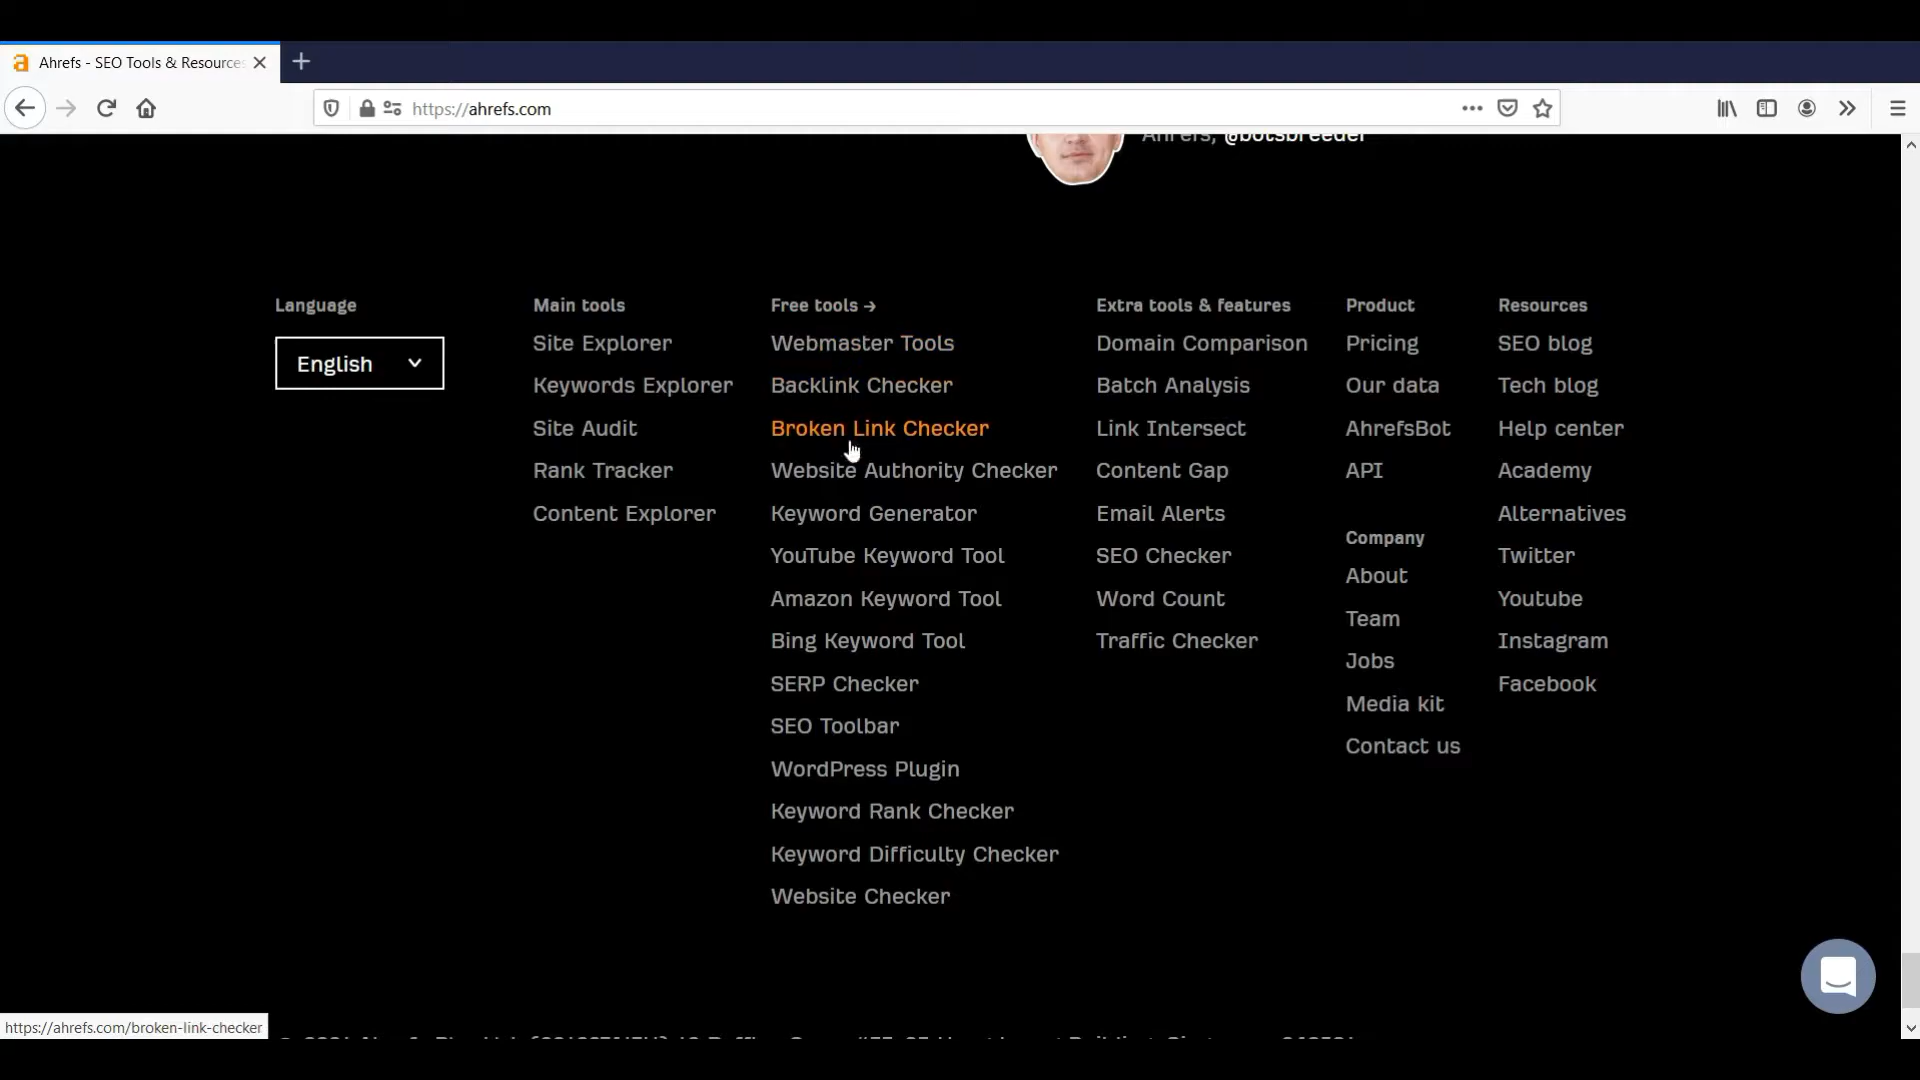 Ahrefs - SEO Tools & Resources
https://ahrefs.com
Ahrefs, @botsbreeder
Language
English
Main tools
Site Explorer
Keywords Explorer
Site Audit
Rank Tracker
Content Explorer
Free tools →
Webmaster Tools
Backlink Checker
Broken Link Checker
Website Authority Checker
Keyword Generator
YouTube Keyword Tool
Amazon Keyword Tool
Bing Keyword Tool
SERP Checker
SEO Toolbar
WordPress Plugin
Keyword Rank Checker
Keyword Difficulty Checker
Website Checker
Extra tools & features
Domain Comparison
Batch Analysis
Link Intersect
Content Gap
Email Alerts
SEO Checker
Word Count
Traffic Checker
Product
Pricing
Our data
AhrefsBot
API
Company
About
Team
Jobs
Media kit
Contact us
Resources
SEO blog
Tech blog
Help center
Academy
Alternatives
Twitter
Youtube
Instagram
Facebook
https://ahrefs.com/broken-link-checker